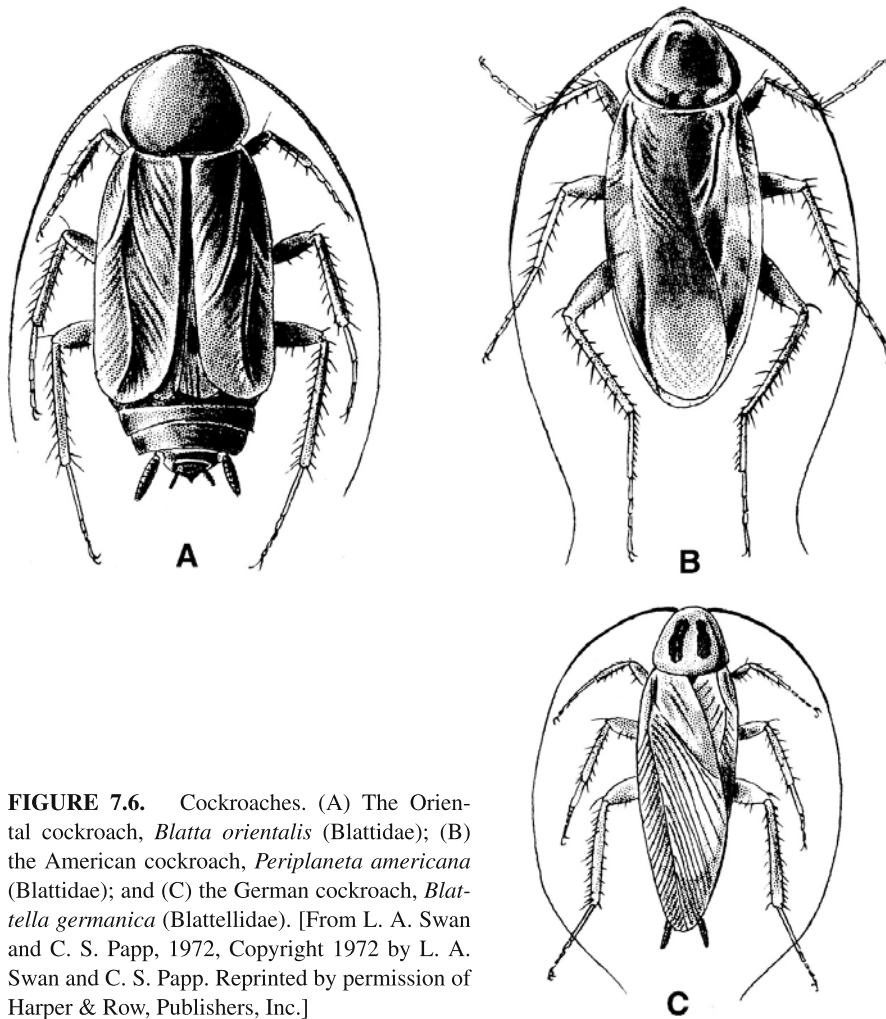 A
B
C
FIGURE 7.6. Cockroaches. (A) The Orien-
tal cockroach, Blatta orientalis (Blattidae); (B)
the American cockroach, Periplaneta americana
(Blattidae); and (C) the German cockroach, Blat-
tella germanica (Blattellidae). [From L. A. Swan
and C. S. Papp, 1972, Copyright 1972 by L. A.
Swan and C. S. Papp. Reprinted by permission of
Harper & Row, Publishers, Inc.]